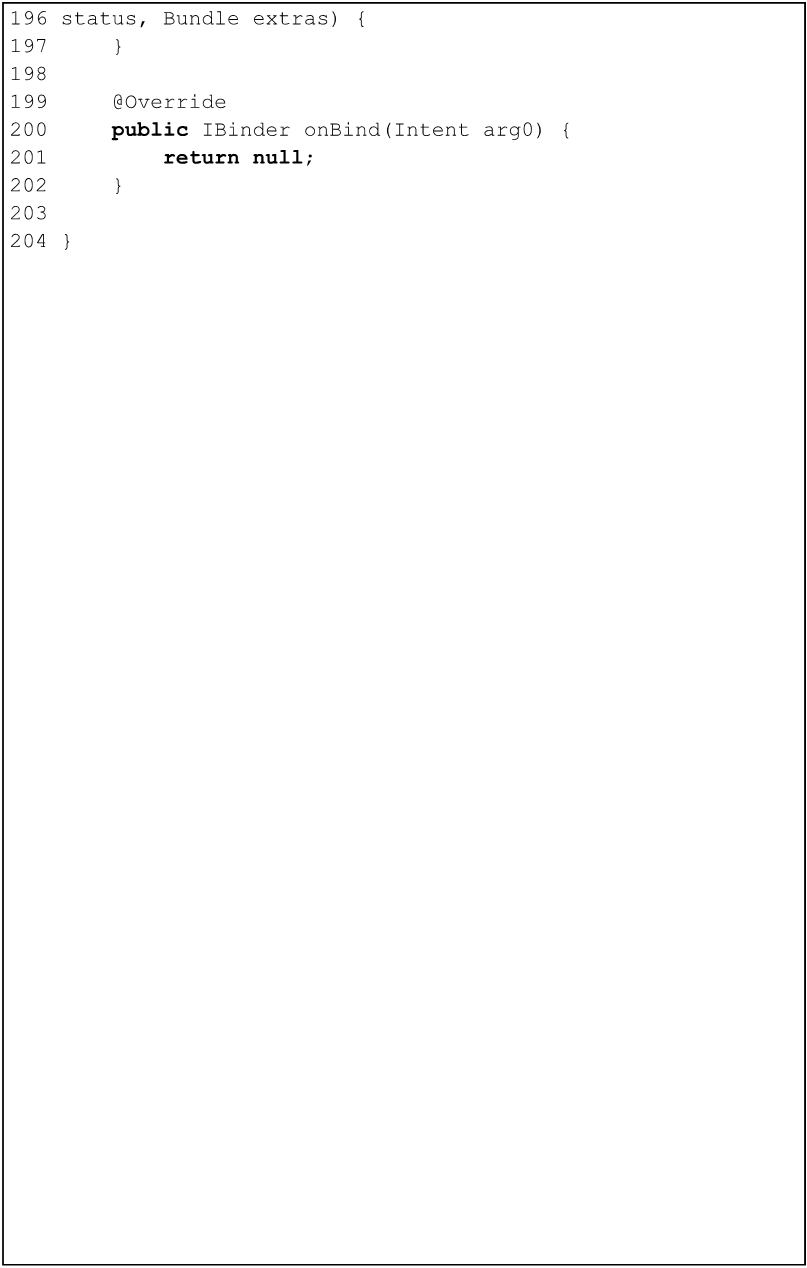 196 status, Bundle extras) {
197     }
198
199     @Override
200     public IBinder onBind(Intent arg0) {
201         return null;
202     }
203
204 }